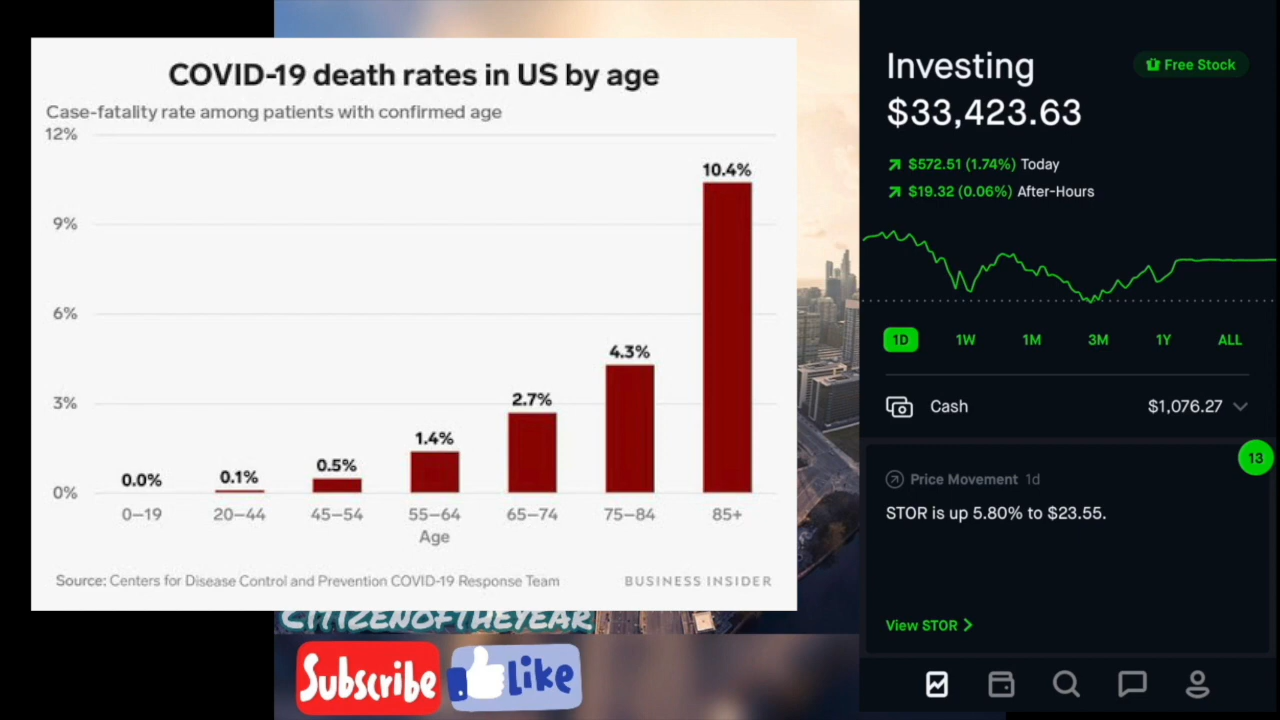 COVID-19 death rates in US by age
Case-fatality rate among patients with confirmed age
12%
9%
6%
3%
0%
0.0%
0.1%
0.5%
1.4%
2.7%
4.3%
10.4%
0–19
20–44
45–54
55–64
65–74
75–84
85+
Age
Source: Centers for Disease Control and Prevention COVID-19 Response Team
BUSINESS INSIDER
CITIZENOFTHEYEAR
Subscribe
Like
Investing
Free Stock
$33,423.63
$572.51 (1.74%) Today
$19.32 (0.06%) After-Hours
1D 1W 1M 3M 1Y ALL
Cash $1,076.27
13
Price Movement 1d
STOR is up 5.80% to $23.55.
View STOR